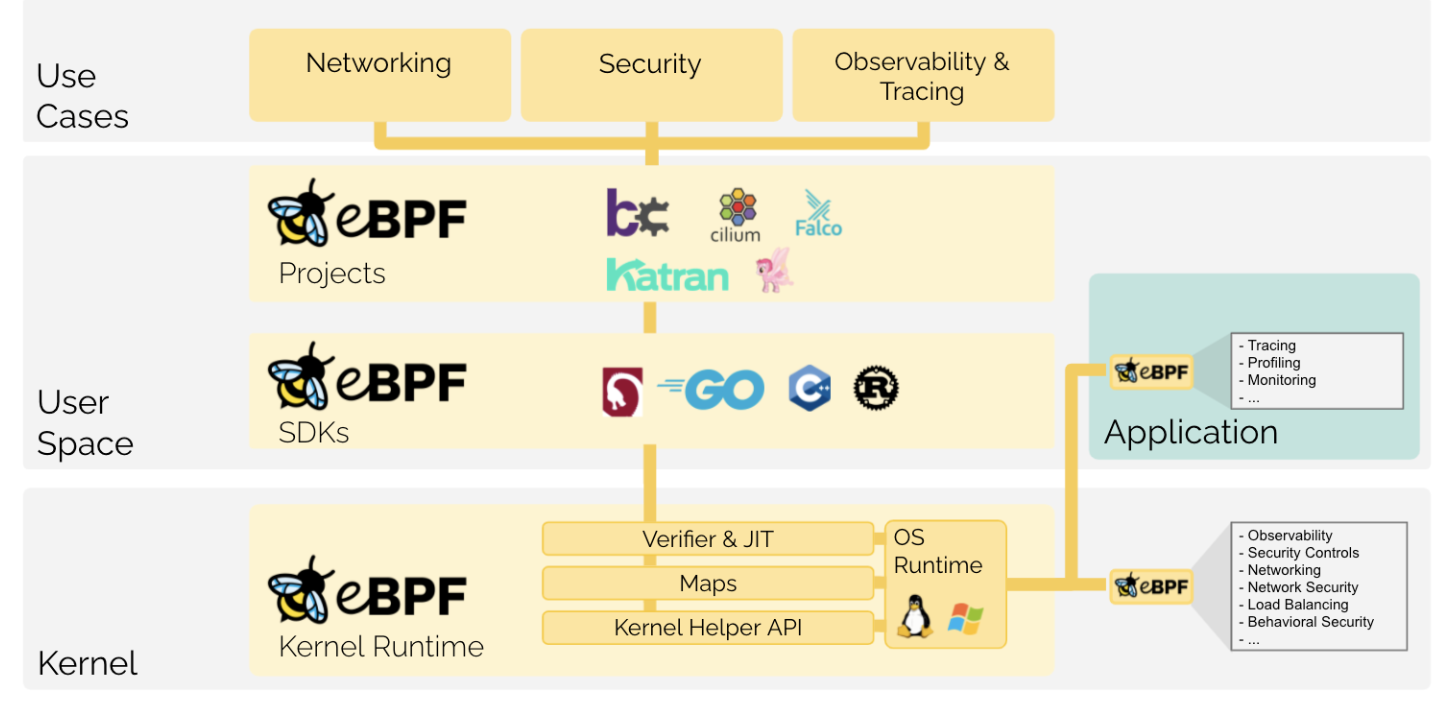 Use
Cases
Networking
Security
Observability &
Tracing
User
Space
eBPF
Projects
bc
cilium
Falco
Katran
eBPF
SDKs
GO
C++
R
eBPF
- Tracing
- Profiling
- Monitoring
- ...
Application
Kernel
eBPF
Kernel Runtime
Verifier & JIT
Maps
Kernel Helper API
OS
Runtime
eBPF
- Observability
- Security Controls
- Networking
- Network Security
- Load Balancing
- Behavioral Security
- ...